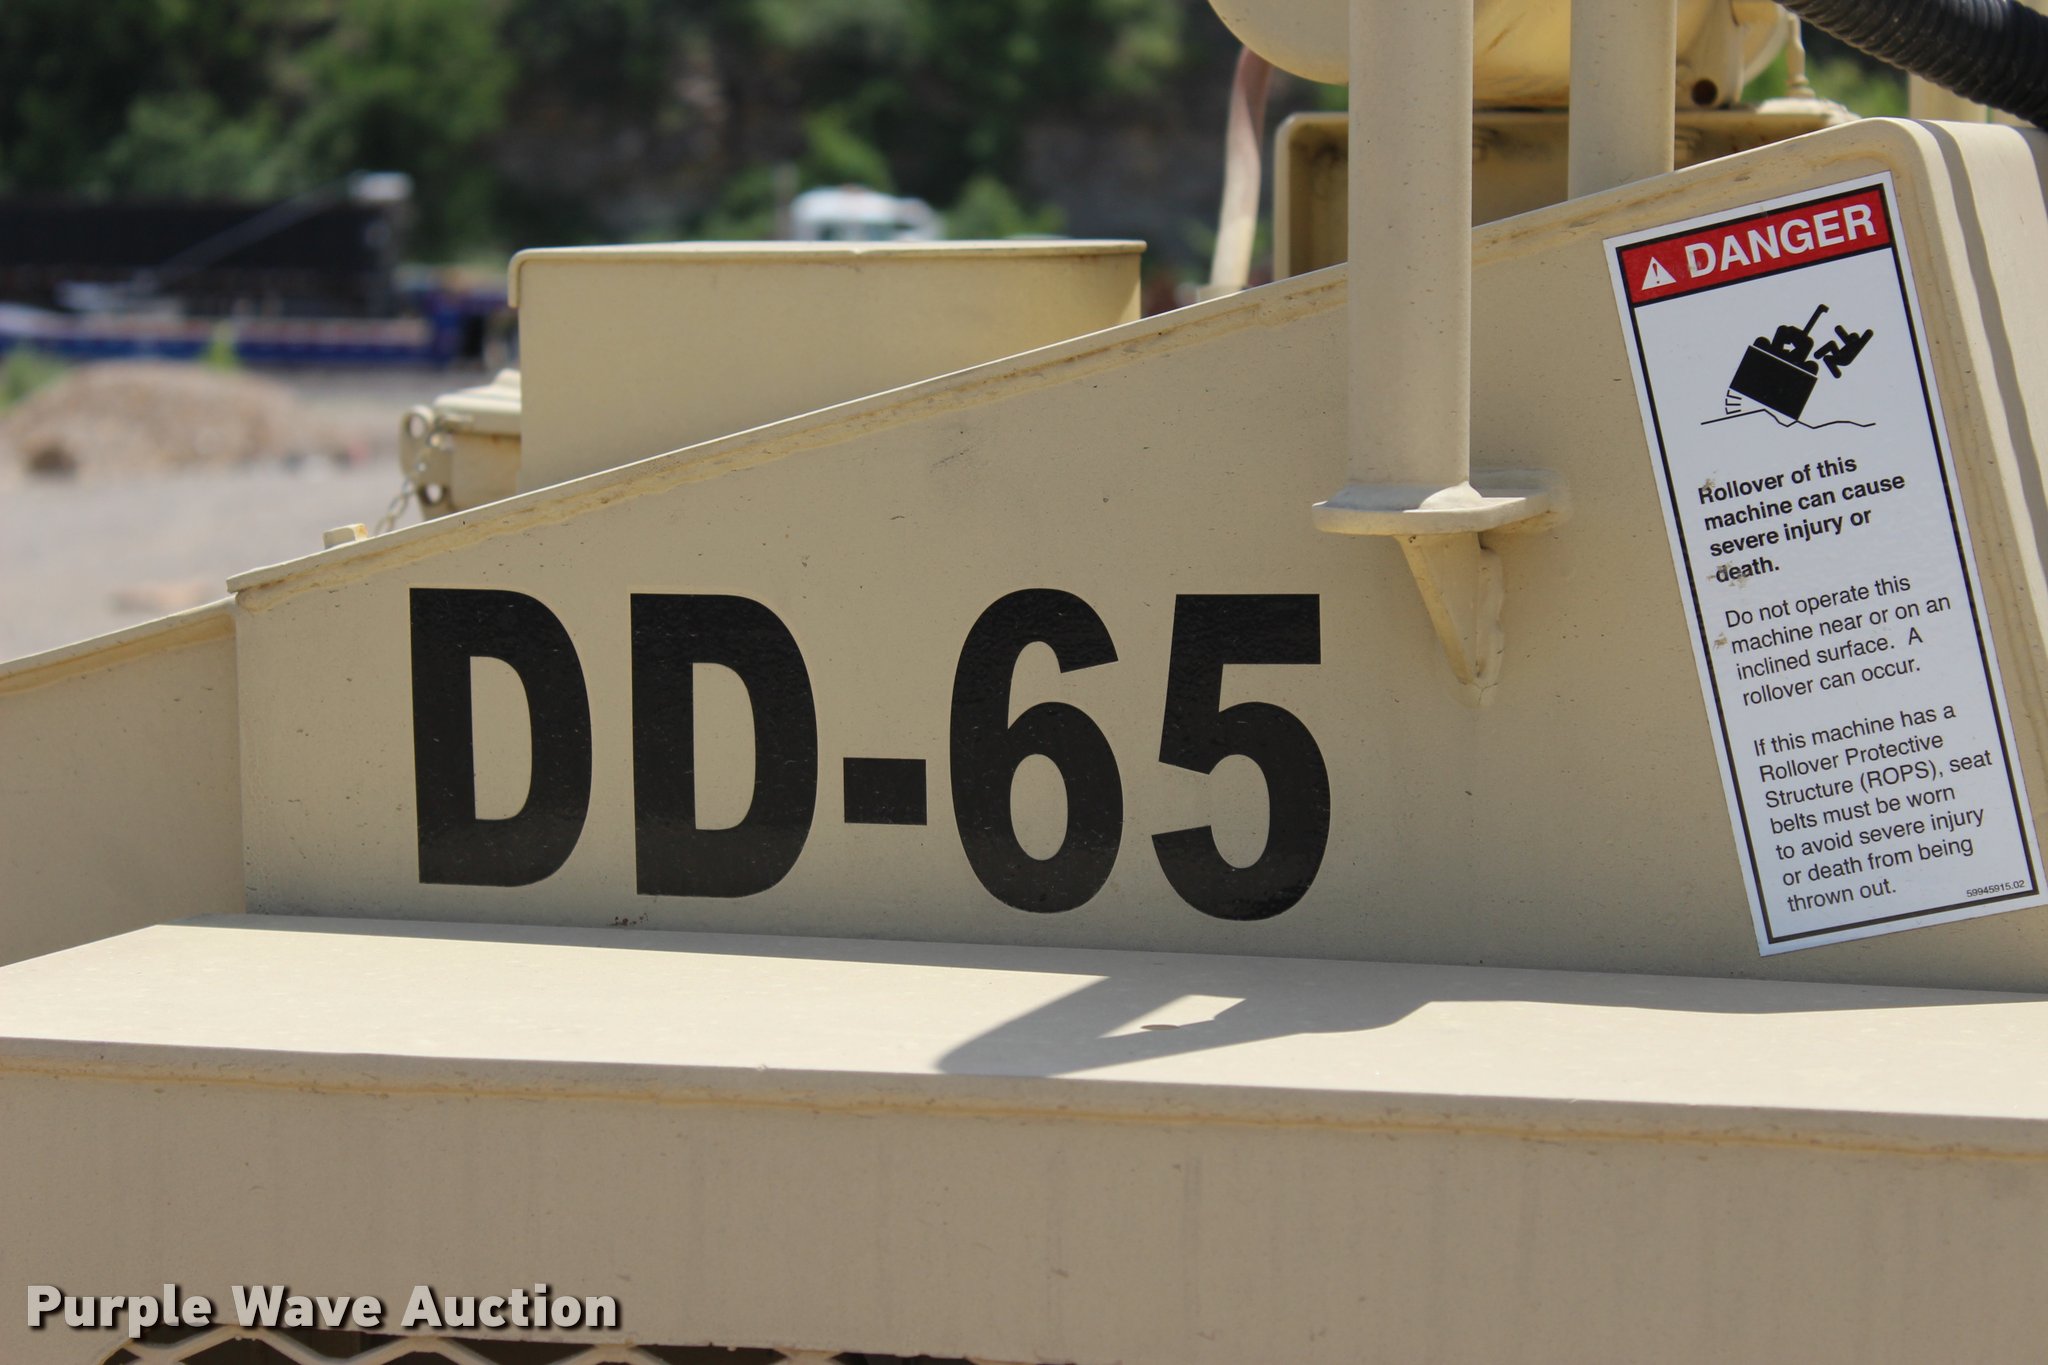 DD-65
DANGER
Rollover of this
machine can cause
severe injury or
death.
Do not operate this
machine near or on an
inclined surface. A
rollover can occur.
If this machine has a
Rollover Protective
Structure (ROPS), seat
belts must be worn
to avoid severe injury
or death from being
thrown out.
59945915.02
Purple Wave Auction